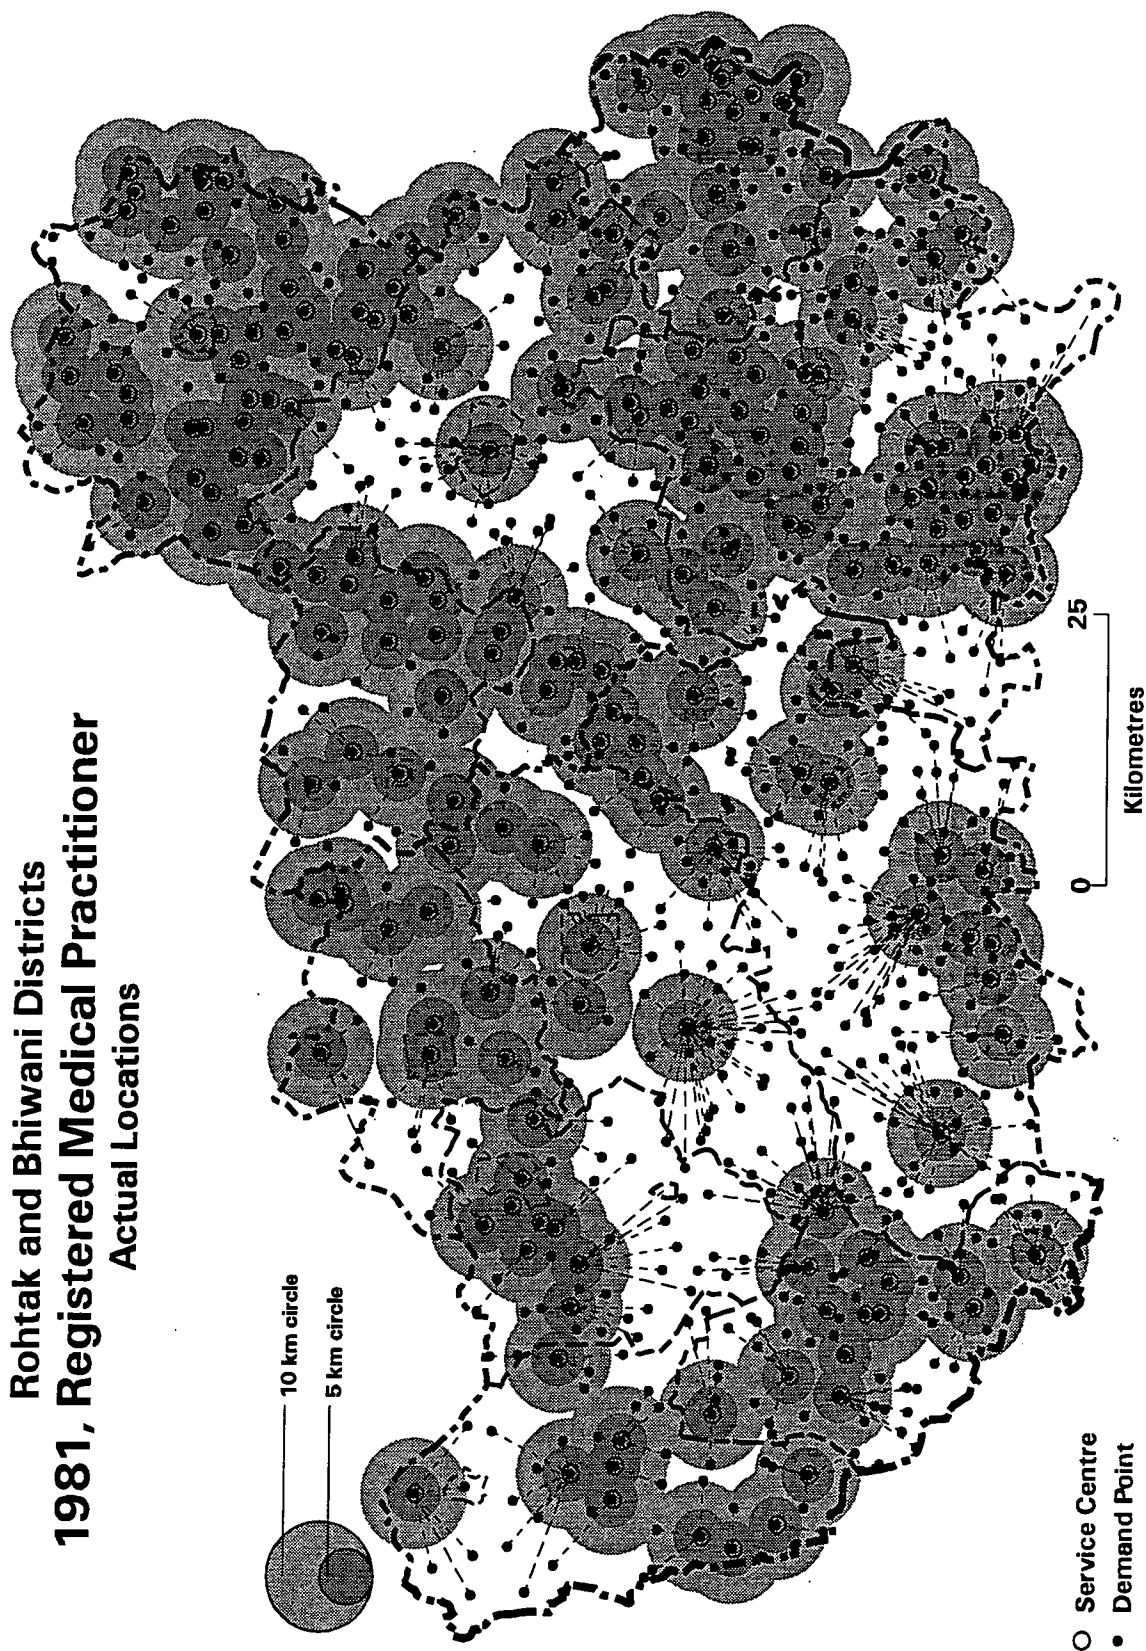 Rohtak and Bhiwani Districts
1981, Registered Medical Practitioner
Actual Locations
10 km circle
5 km circle
Service Centre
Demand Point
0
25
Kilometres